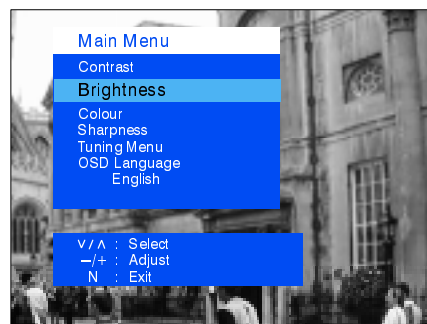 Main Menu
Contrast
Brightness
Colour
Sharpness
Tuning Menu
OSD Language
English
∨/∧ : Select
−/+ : Adjust
N : Exit